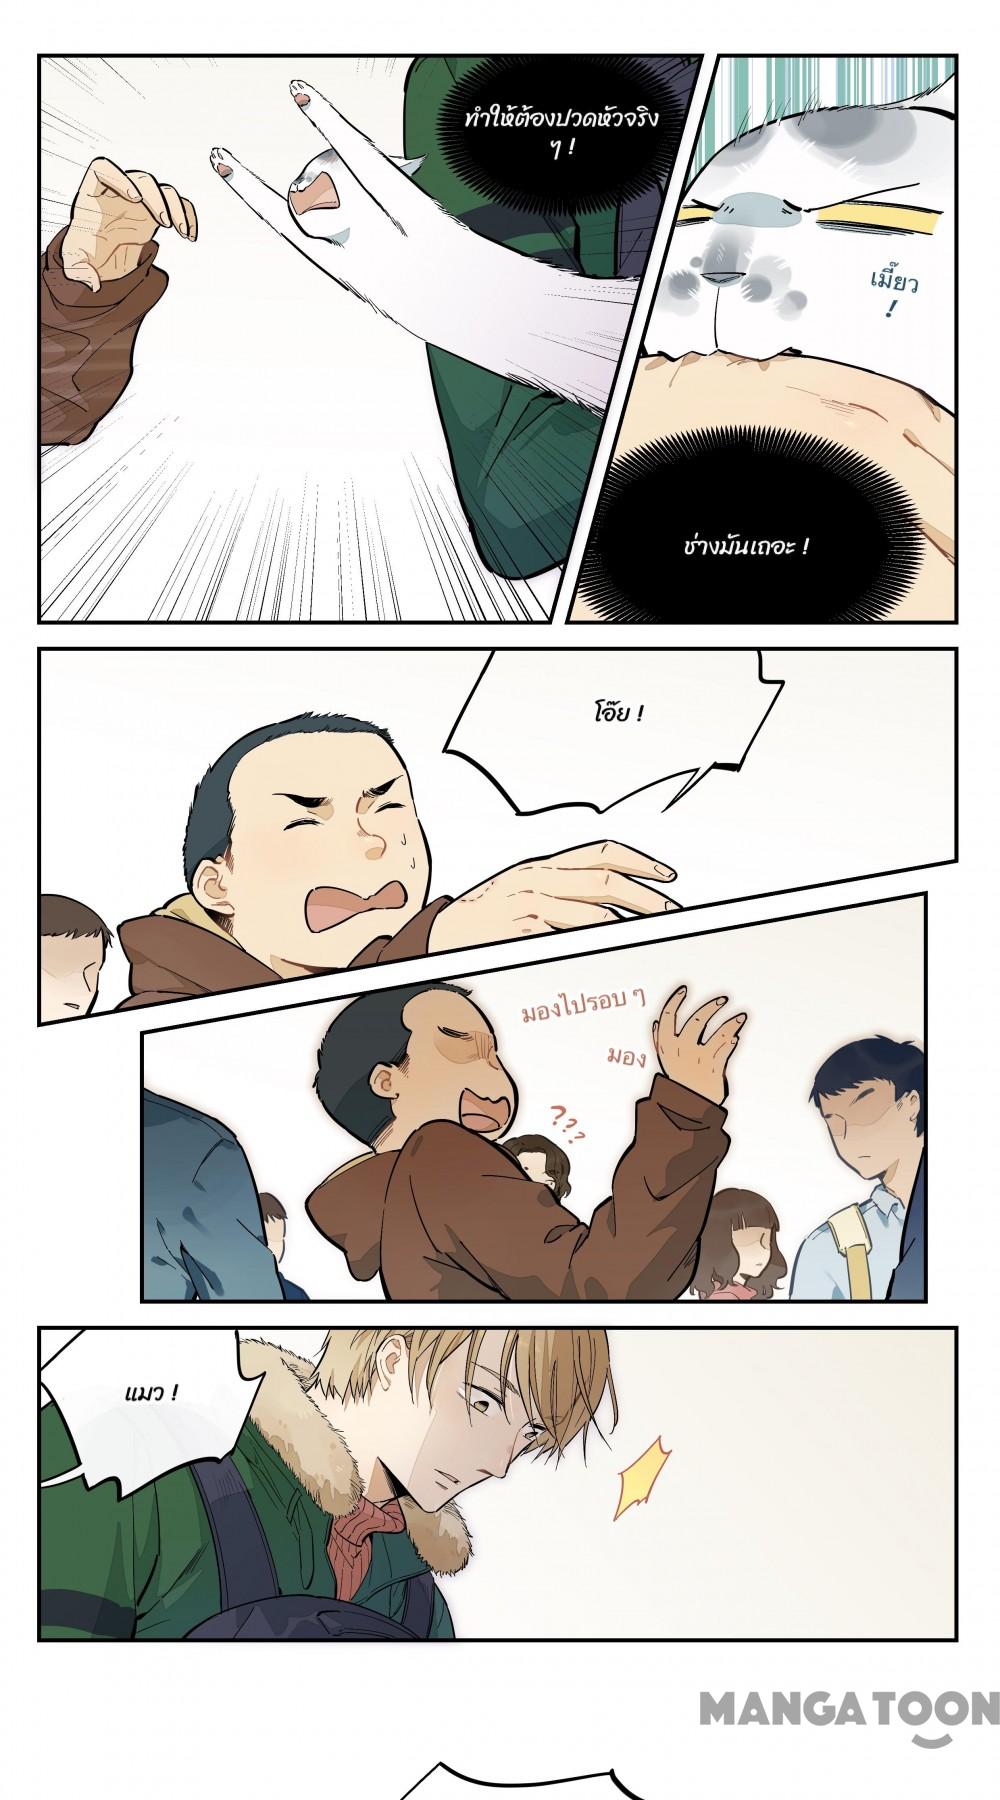 ทำให้ต้องปวดหัวจริง
ๆ !
เมี๊ยว
!
ช่างมันเถอะ !
โอ๊ย !
มองไปรอบ ๆ
มอง
???
แมว !
MANGATOON